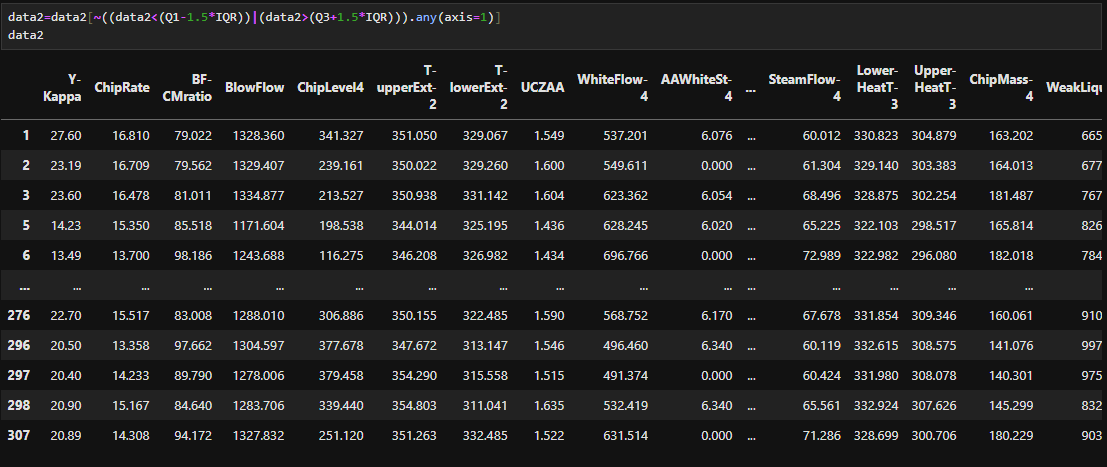 data2=data2[~((data2<(Q1-1.5*IQR))|(data2>(Q3+1.5*IQR))).any(axis=1)]
data2
Y-Kappa ChipRate BF-CMratio BlowFlow ChipLevel4 T-upperExt-2 T-lowerExt-2 UCZAA WhiteFlow-4 AAWhiteSt-4 ... SteamFlow-4 Lower-HeatT-3 Upper-HeatT-3 ChipMass-4 WeakLiqu
1 27.60 16.810 79.022 1328.360 341.327 351.050 329.067 1.549 537.201 6.076 ... 60.012 330.823 304.879 163.202 665
2 23.19 16.709 79.562 1329.407 239.161 350.022 329.260 1.600 549.611 0.000 ... 61.304 329.140 303.383 164.013 677
3 23.60 16.478 81.011 1334.877 213.527 350.938 331.142 1.604 623.362 6.054 ... 68.496 328.875 302.254 181.487 767
5 14.23 15.350 85.518 1171.604 198.538 344.014 325.195 1.436 628.245 6.020 ... 65.225 322.103 298.517 165.814 826
6 13.49 13.700 98.186 1243.688 116.275 346.208 326.982 1.434 696.766 0.000 ... 72.989 322.982 296.080 182.018 784
... ... ... ... ... ... ... ... ... ... ... ... ... ... ... ...
276 22.70 15.517 83.008 1288.010 306.886 350.155 322.485 1.590 568.752 6.170 ... 67.678 331.854 309.346 160.061 910
296 20.50 13.358 97.662 1304.597 377.678 347.672 313.147 1.546 496.460 6.340 ... 60.119 332.615 308.575 141.076 997
297 20.40 14.233 89.790 1278.006 379.458 354.290 315.558 1.515 491.374 0.000 ... 60.424 331.980 308.078 140.301 975
298 20.90 15.167 84.640 1283.706 339.440 354.803 311.041 1.635 532.419 6.340 ... 65.561 332.924 307.626 145.299 832
307 20.89 14.308 94.172 1327.832 251.120 351.263 332.485 1.522 631.514 0.000 ... 71.286 328.699 300.706 180.229 903